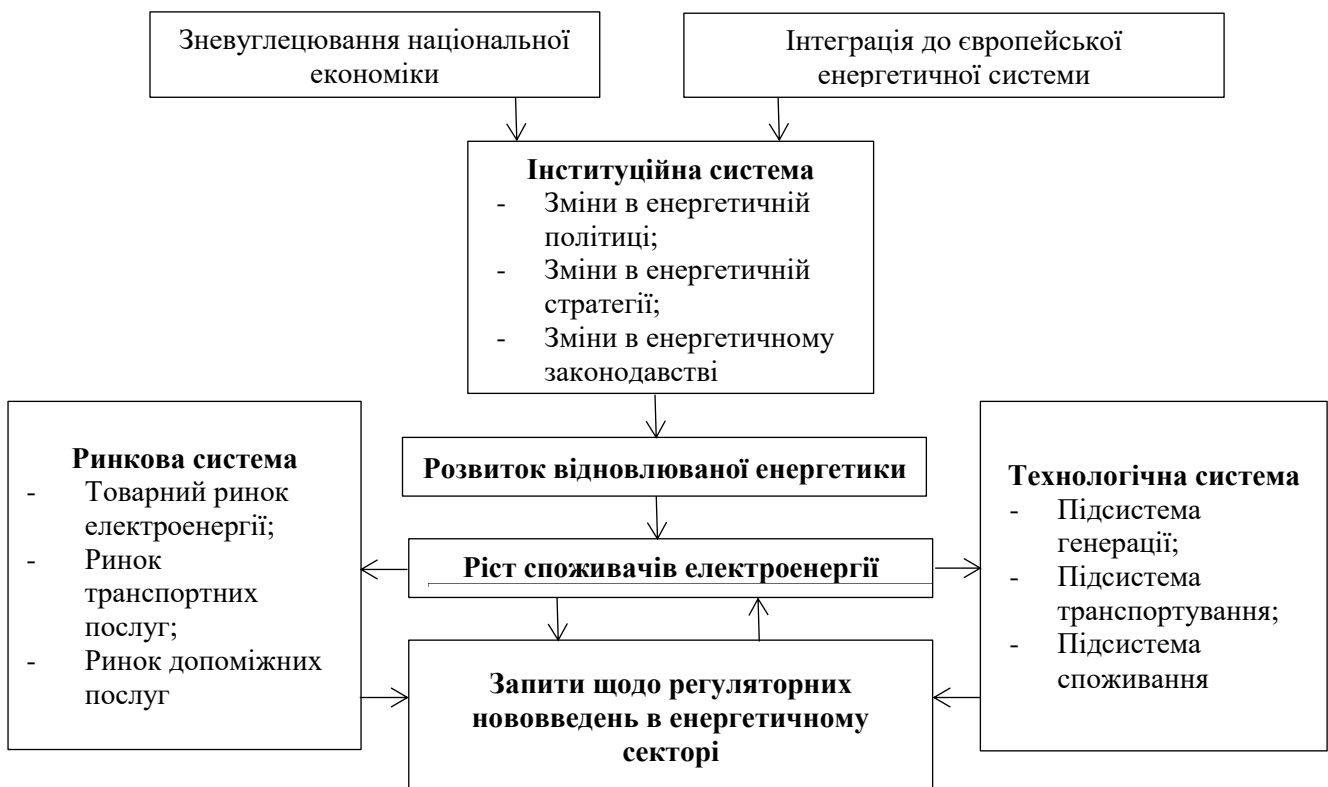 Зневуглецювання національної
економіки
Інтеграція до європейської
енергетичної системи
Інституційна система
- Зміни в енергетичній
політиці;
- Зміни в енергетичній
стратегії;
- Зміни в енергетичному
законодавстві
Ринкова система
- Товарний ринок
електроенергії;
- Ринок
транспортних
послуг;
- Ринок допоміжних
послуг
Розвиток відновлюваної енергетики
Ріст споживачів електроенергії
Запити щодо регуляторних
нововведень в енергетичному
секторі
Технологічна система
- Підсистема
генерації;
- Підсистема
транспортування;
- Підсистема
споживання